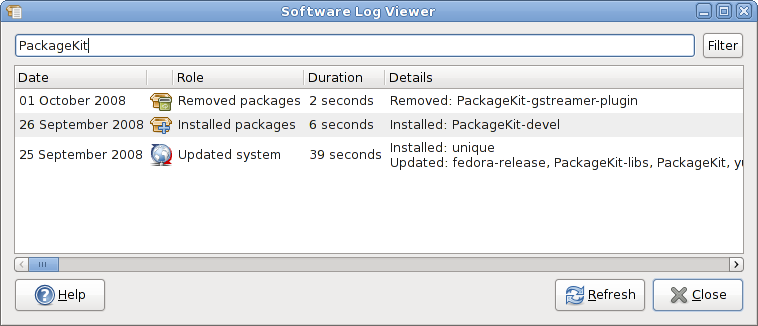 Software Log Viewer
PackageKit
Filter
Date Role Duration Details
01 October 2008 Removed packages 2 seconds Removed: PackageKit-gstreamer-plugin
26 September 2008 Installed packages 6 seconds Installed: PackageKit-devel
25 September 2008 Updated system 39 seconds Installed: unique
Updated: fedora-release, PackageKit-libs, PackageKit,
Help Refresh Close